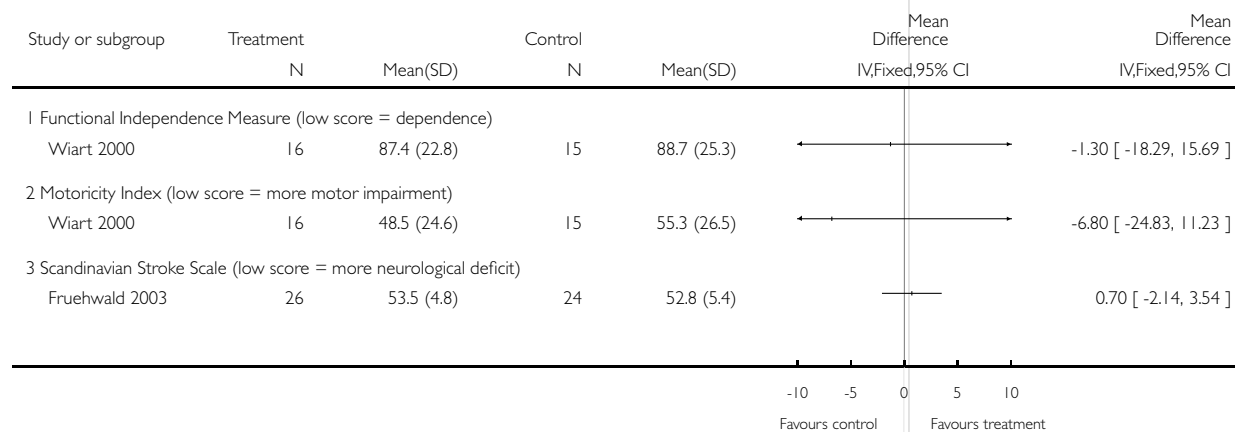 Study or subgroup Treatment Control Mean Difference Mean Difference
N Mean(SD) N Mean(SD) IV,Fixed,95% CI IV,Fixed,95% CI
1 Functional Independence Measure (low score = dependence)
Wiart 2000 16 87.4 (22.8) 15 88.7 (25.3) -1.30 [ -18.29, 15.69 ]
2 Motoricity Index (low score = more motor impairment)
Wiart 2000 16 48.5 (24.6) 15 55.3 (26.5) -6.80 [ -24.83, 11.23 ]
3 Scandinavian Stroke Scale (low score = more neurological deficit)
Fruehwald 2003 26 53.5 (4.8) 24 52.8 (5.4) 0.70 [ -2.14, 3.54 ]
-10 -5 0 5 10
Favours control Favours treatment